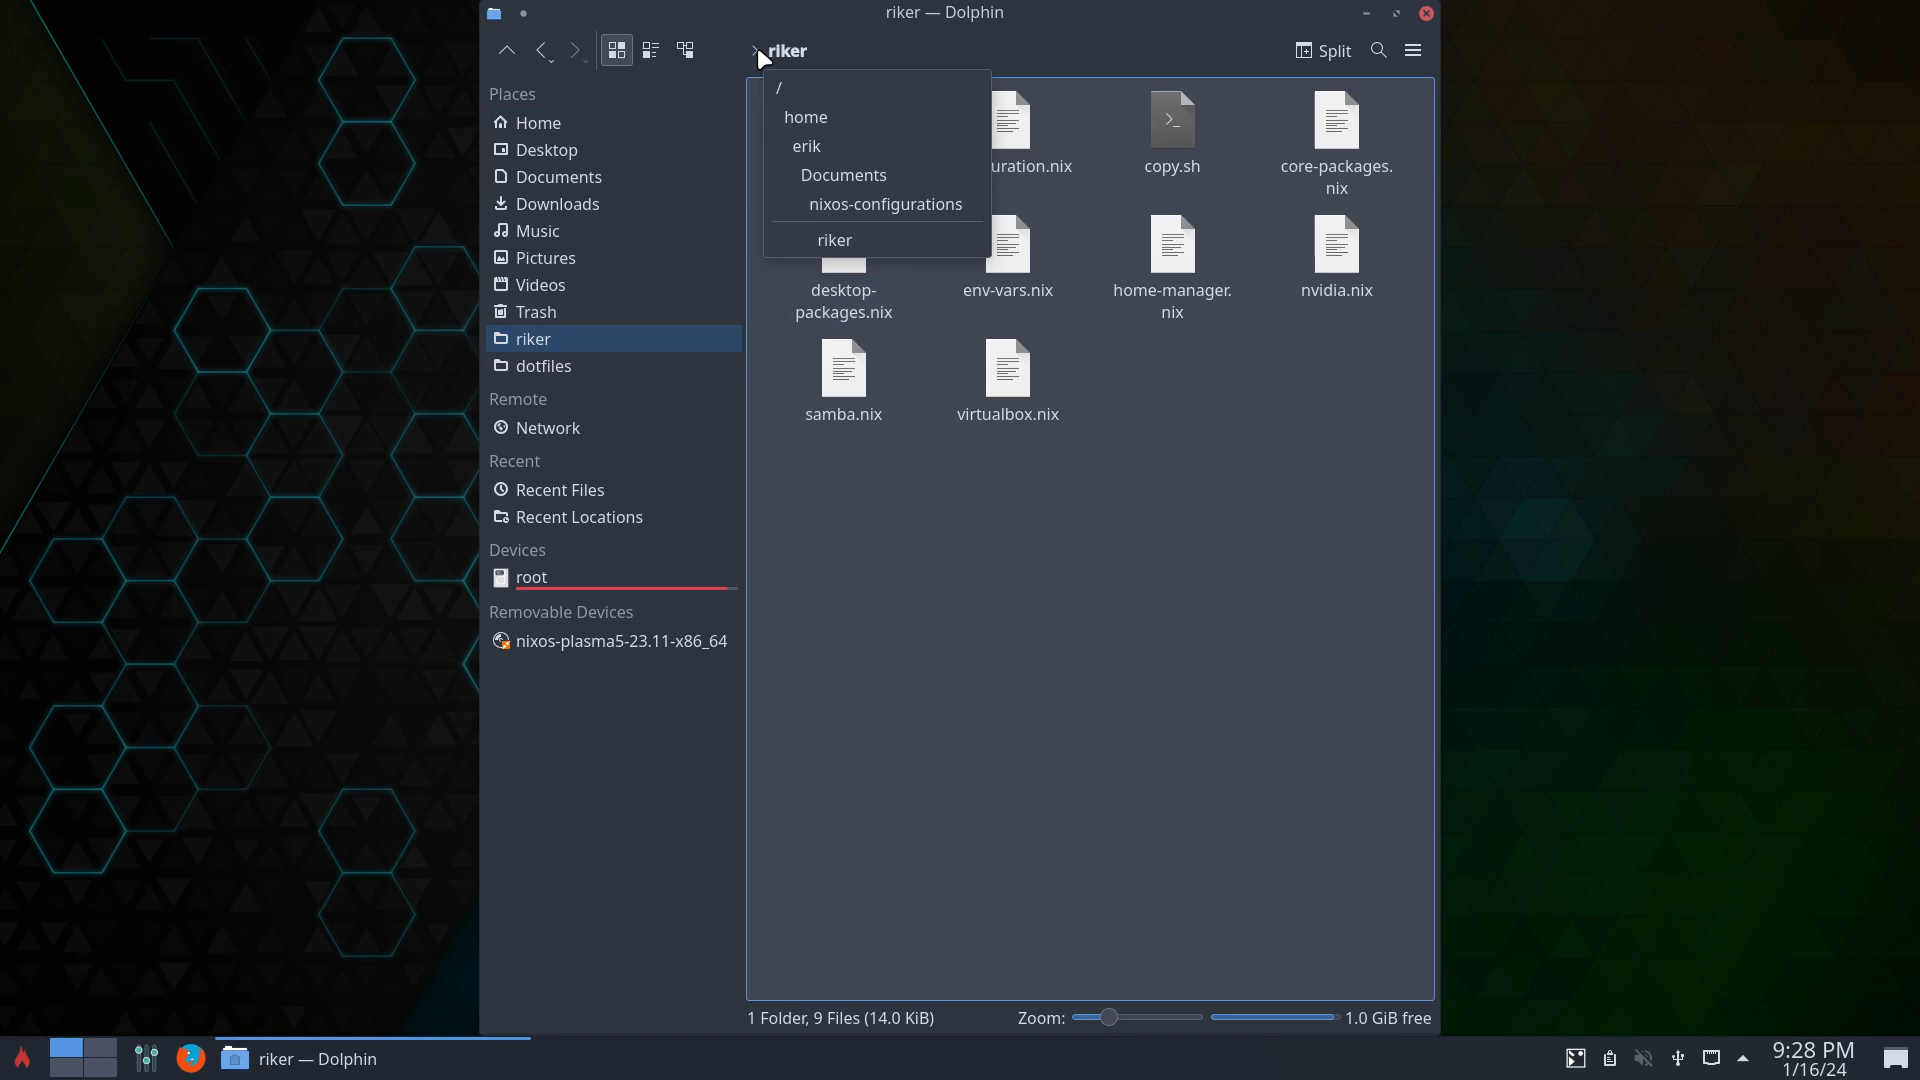 riker — Dolphin
riker
Split
/
home
erik
Documents
nixos-configurations
riker
Places
Home
Desktop
Documents
Downloads
Music
Pictures
Videos
Trash
riker
dotfiles
Remote
Network
Recent
Recent Files
Recent Locations
Devices
root
Removable Devices
nixos-plasma5-23.11-x86_64
uration.nix
copy.sh
core-packages.
nix
desktop-
packages.nix
env-vars.nix
home-manager.
nix
nvidia.nix
samba.nix
virtualbox.nix
1 Folder, 9 Files (14.0 KiB)
Zoom:
1.0 GiB free
riker — Dolphin
9:28 PM
1/16/24